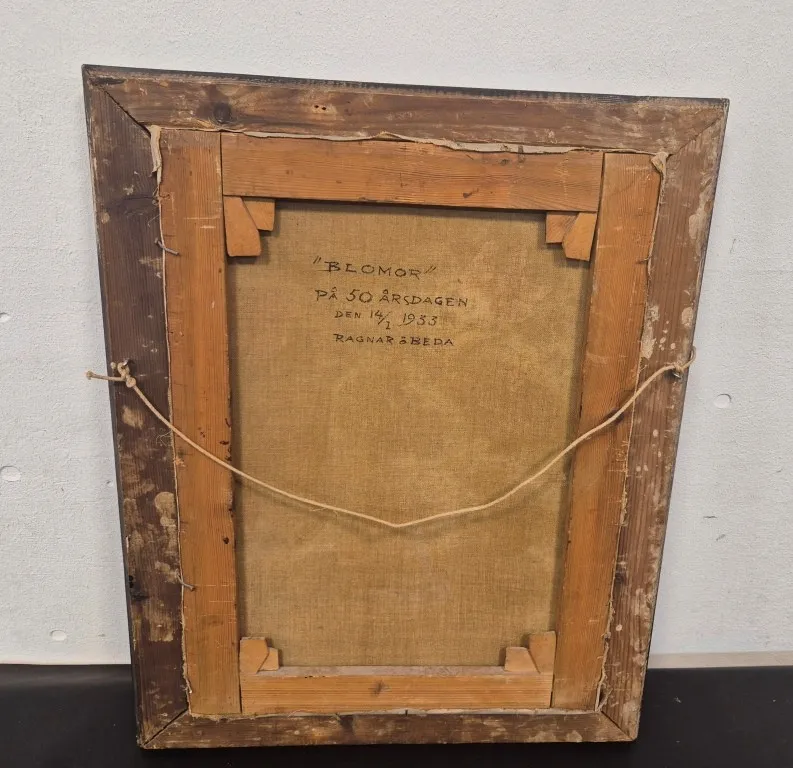 "BLOMOR"
PÅ 50 ÅRSDAGEN
DEN 14/1 1933
RAGNAR & BEDA